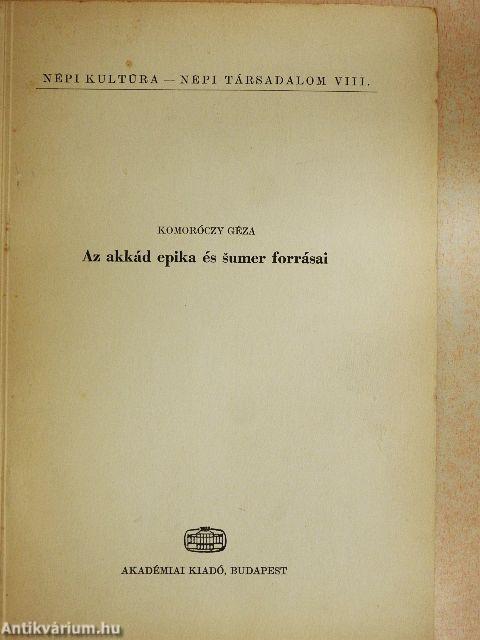 NÉPI KULTÚRA — NÉPI TÁRSADALOM VIII.
KOMORÓCZY GÉZA
Az akkád epika és šumer forrásai
AKADÉMIAI KIADÓ, BUDAPEST
Antikvárium.hu